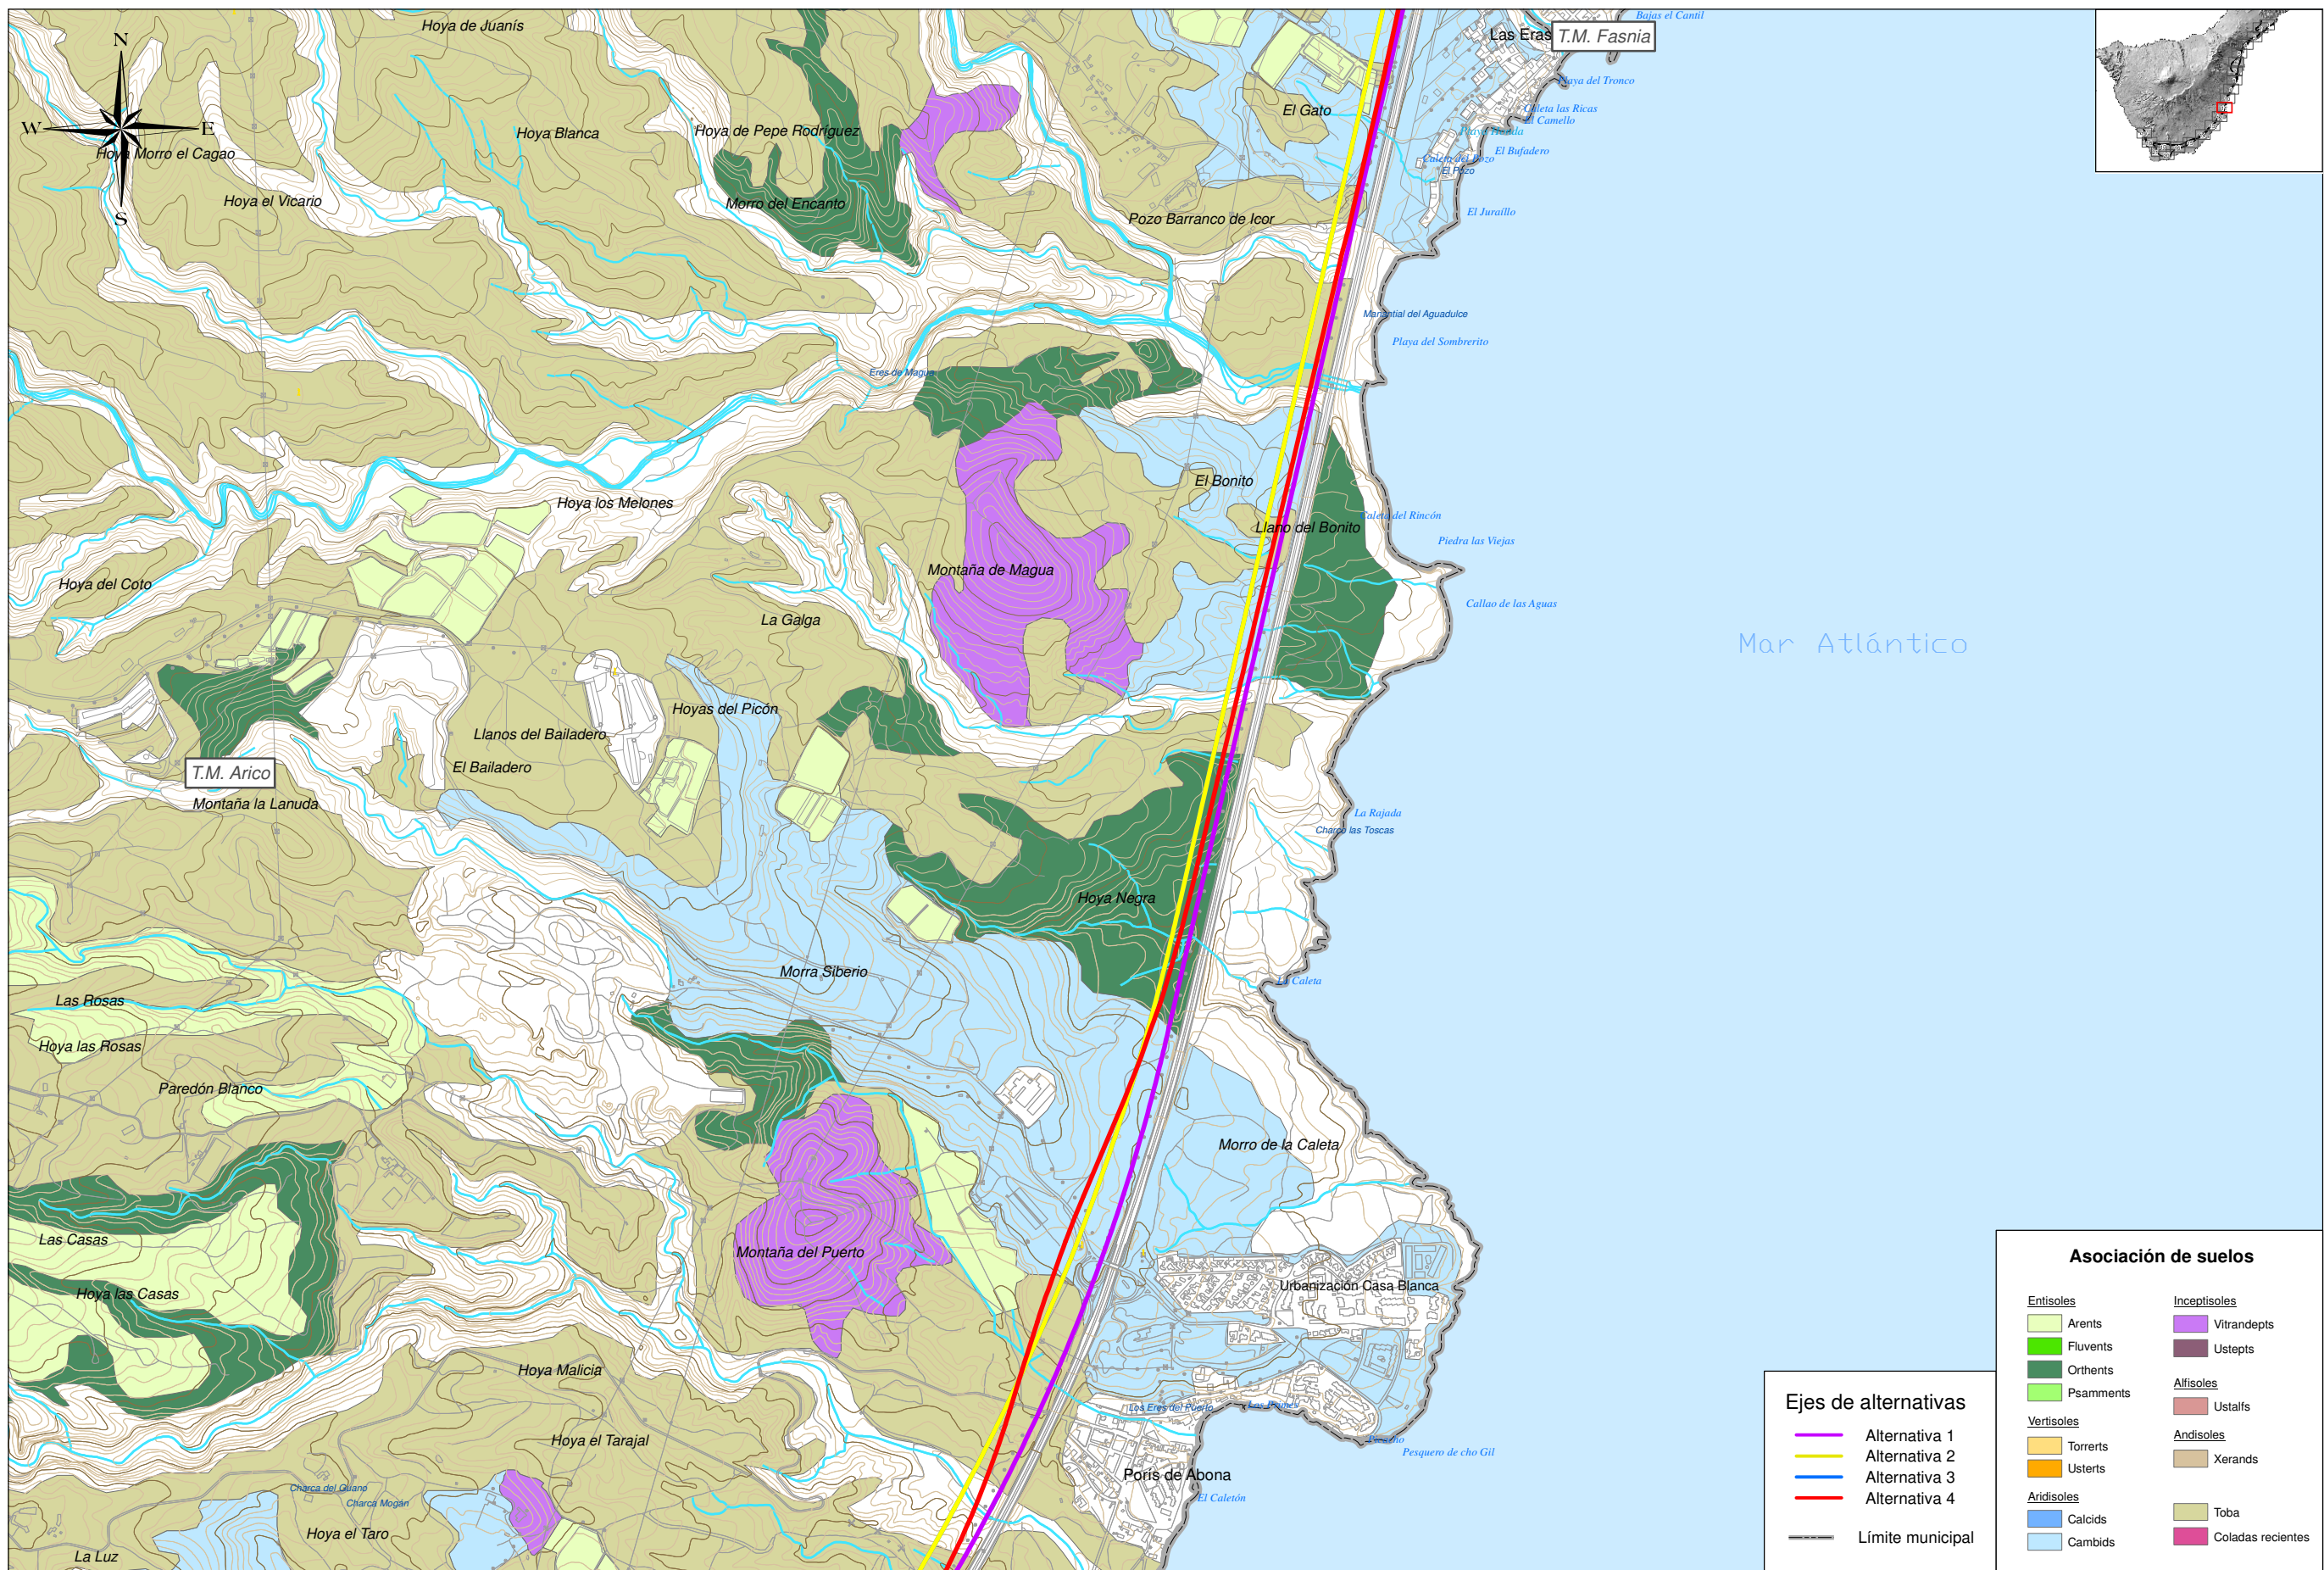 Hoya de Juanís
Bajas el Cantil
Las Eras
T.M. Fasnia
N
W
E
S
Playa del Tronco
Caleta las Ricas
El Camello
El Gato
Hoya Blanca
Hoya de Pepe Rodríguez
Hoya Morro el Cagao
El Bufadero
Caleta del Pozo
El Pozo
Hoya el Vicario
Morro del Encanto
El Juraíllo
Pozo Barranco de Icor
Manantial del Aguadulce
Playa del Sombrerito
Eres de Magua
El Bonito
Hoya los Melones
Caleta del Rincón
Llano del Bonito
Piedra las Viejas
Montaña de Magua
Hoya del Coto
Callao de las Aguas
La Galga
Mar Atlántico
Hoyas del Picón
Llanos del Bailadero
El Bailadero
T.M. Arico
Montaña la Lanuda
La Rajada
Charco las Toscas
Hoya Negra
Morra Siberio
La Caleta
Las Rosas
Hoya las Rosas
Paredón Blanco
Morro de la Caleta
Las Casas
Montaña del Puerto
Urbanización Casa Blanca
Hoya las Casas
Hoya Malicia
Los Eres del Puerto
Hoya el Tarajal
Pesquero de cho Gil
Porís de Abona
Charca del Guano
Charca Mogán
El Caletón
Hoya el Taro
La Luz
Ejes de alternativas
Alternativa 1
Alternativa 2
Alternativa 3
Alternativa 4
Límite municipal
Asociación de suelos
Entisoles
Arents
Fluvents
Orthents
Psamments
Vertisoles
Torrerts
Usterts
Aridisoles
Calcids
Cambids
Inceptisoles
Vitrandepts
Ustepts
Alfisoles
Ustalfs
Andisoles
Xerands
Toba
Coladas recientes